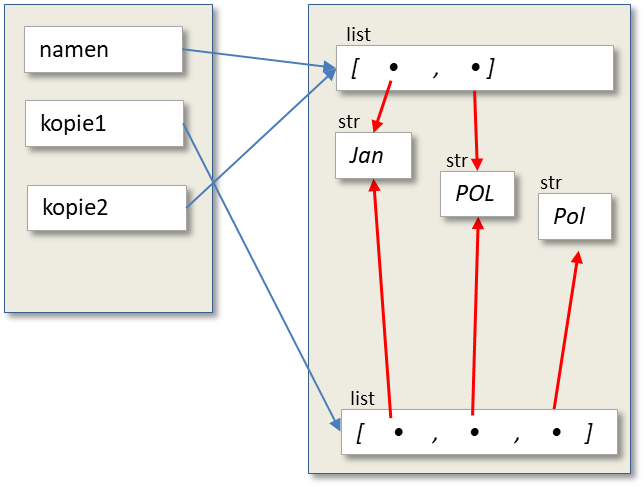 namen
kopie1
kopie2
list
[ • , • ]
str
Jan
str
POL
str
Pol
list
[ • , • , • ]